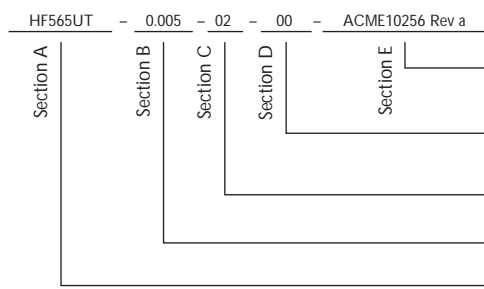 HF565UT – 0.005 – 02 – 00 – ACME10256 Rev a
Section A
Section B
Section C
Section D
Section E